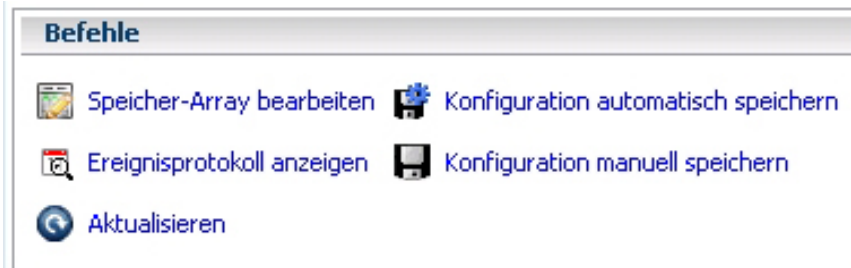 Befehle
Speicher-Array bearbeiten Konfiguration automatisch speichern
Ereignisprotokoll anzeigen Konfiguration manuell speichern
Aktualisieren